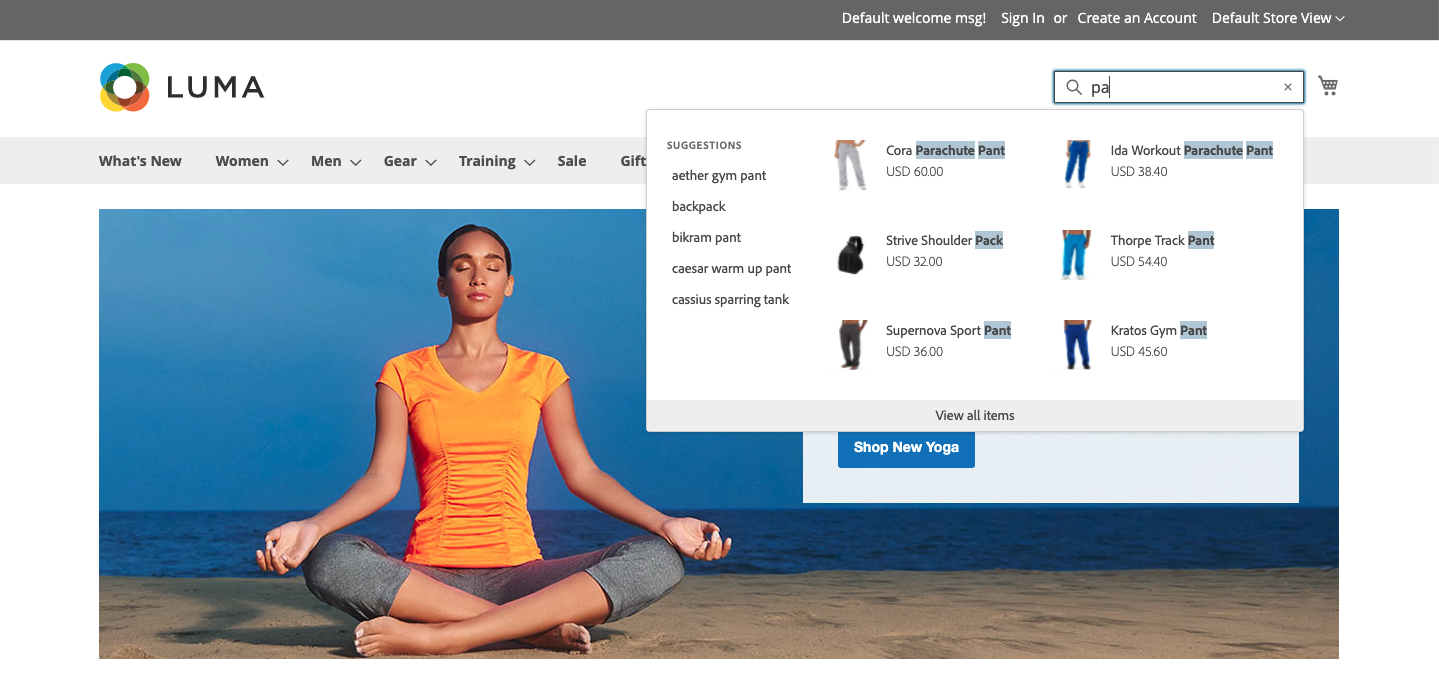 Default welcome msg! Sign In or Create an Account Default Store View
LUMA
pa
What's New Women Men Gear Training Sale Gift
SUGGESTIONS
aether gym pant
backpack
bikram pant
caesar warm up pant
cassius sparring tank
Cora Parachute Pant
USD 60.00
Ida Workout Parachute Pant
USD 38.40
Strive Shoulder Pack
USD 32.00
Thorpe Track Pant
USD 54.40
Supernova Sport Pant
USD 36.00
Kratos Gym Pant
USD 45.60
View all items
Shop New Yoga